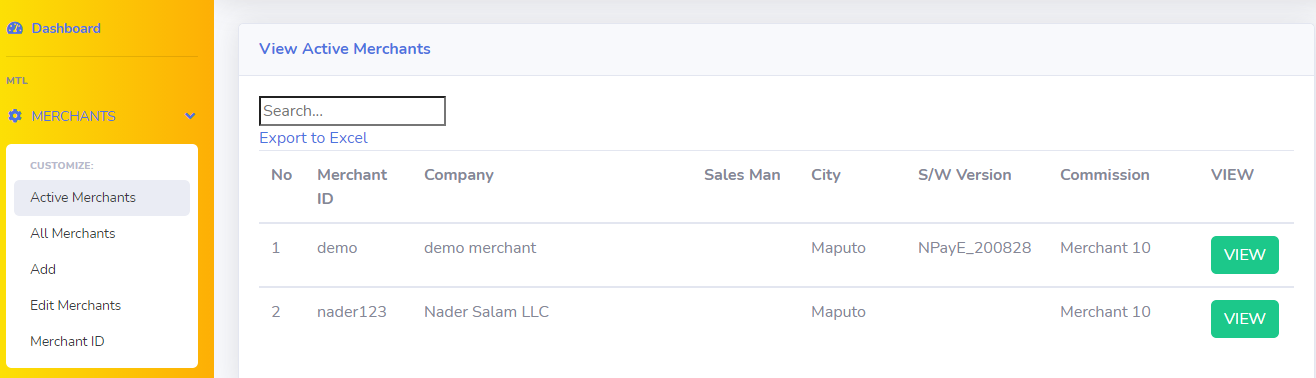 Dashboard
MTL
MERCHANTS
CUSTOMIZE:
Active Merchants
All Merchants
Add
Edit Merchants
Merchant ID
View Active Merchants
Search...
Export to Excel
No Merchant ID Company Sales Man City S/W Version Commission VIEW
1 demo demo merchant Maputo NPayE_200828 Merchant 10 VIEW
2 nader123 Nader Salam LLC Maputo Merchant 10 VIEW